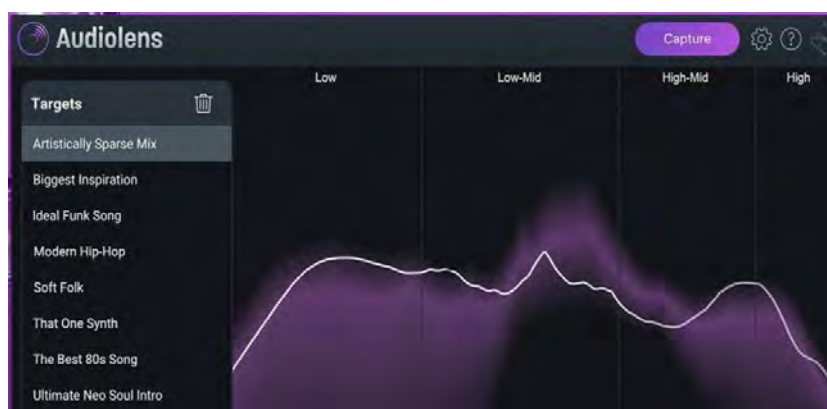 Audiolens
Capture
Low Low-Mid High-Mid High
Targets
Artistically Sparse Mix
Biggest Inspiration
Ideal Funk Song
Modern Hip-Hop
Soft Folk
That One Synth
The Best 80s Song
Ultimate Neo Soul Intro